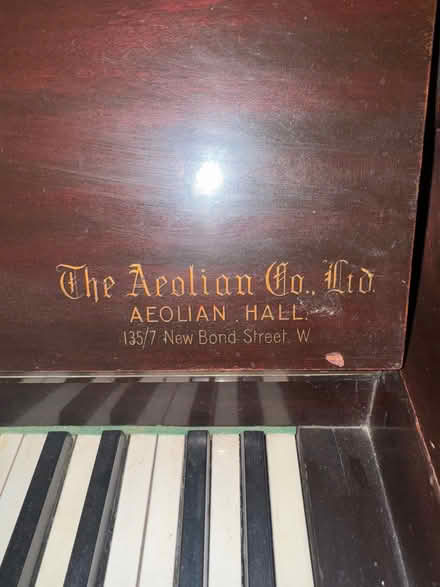 The Aeolian Co., Ltd
AEOLIAN HALL.
135/7 New Bond Street. W.